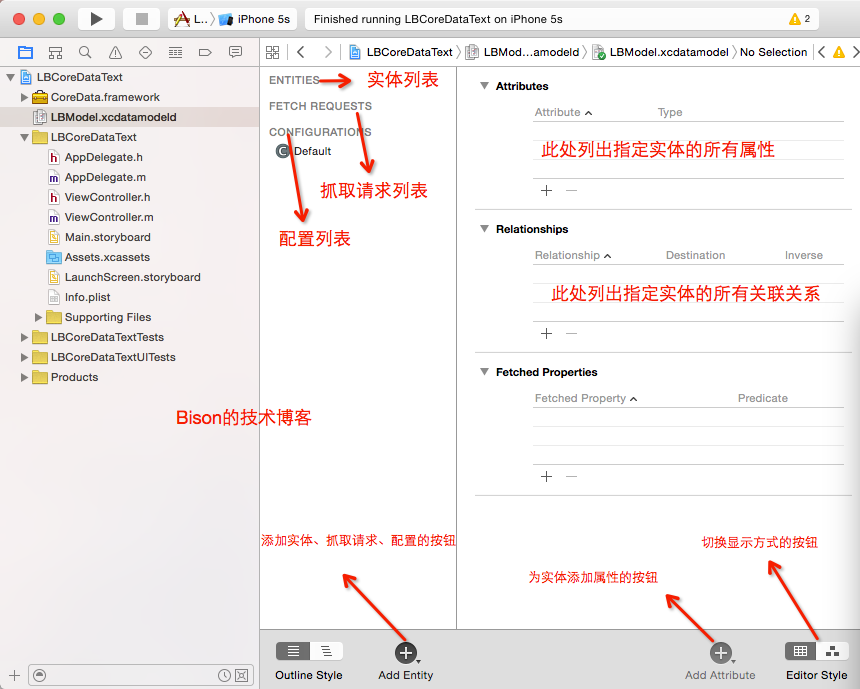 L..
iPhone 5s
Finished running LBCoreDataText on iPhone 5s
2
LBCoreDataText
LBMod...amodeld
LBModel.xcdatamodel
No Selection
LBCoreDataText
CoreData.framework
LBModel.xcdatamodeld
LBCoreDataText
h AppDelegate.h
m AppDelegate.m
h ViewController.h
m ViewController.m
Main.storyboard
Assets.xcassets
LaunchScreen.storyboard
Info.plist
Supporting Files
LBCoreDataTextTests
LBCoreDataTextUITests
Products
Bison的技术博客
ENTITIES
实体列表
FETCH REQUESTS
CONFIGURATIONS
C Default
抓取请求列表
配置列表
添加实体、抓取请求、配置的按钮
Attributes
Attribute Type
此处列出指定实体的所有属性
Relationships
Relationship Destination Inverse
此处列出指定实体的所有关联关系
Fetched Properties
Fetched Property Predicate
切换显示方式的按钮
为实体添加属性的按钮
Outline Style
Add Entity
Add Attribute
Editor Style